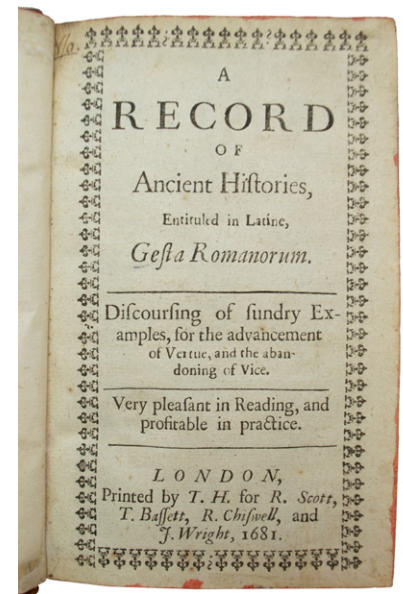 A
RECORD
OF
Ancient Hiſtories,
Entituled in Latine,
Geſta Romanorum.
Diſcourſing of ſundry Ex-
amples, for the advancement
of Vertue, and the aban-
doning of Vice.
Very pleaſant in Reading, and
profitable in practice.
LONDON,
Printed by T. H. for R. Scott,
T. Baſſett, R. Chiſwell, and
J. Wright, 1681.